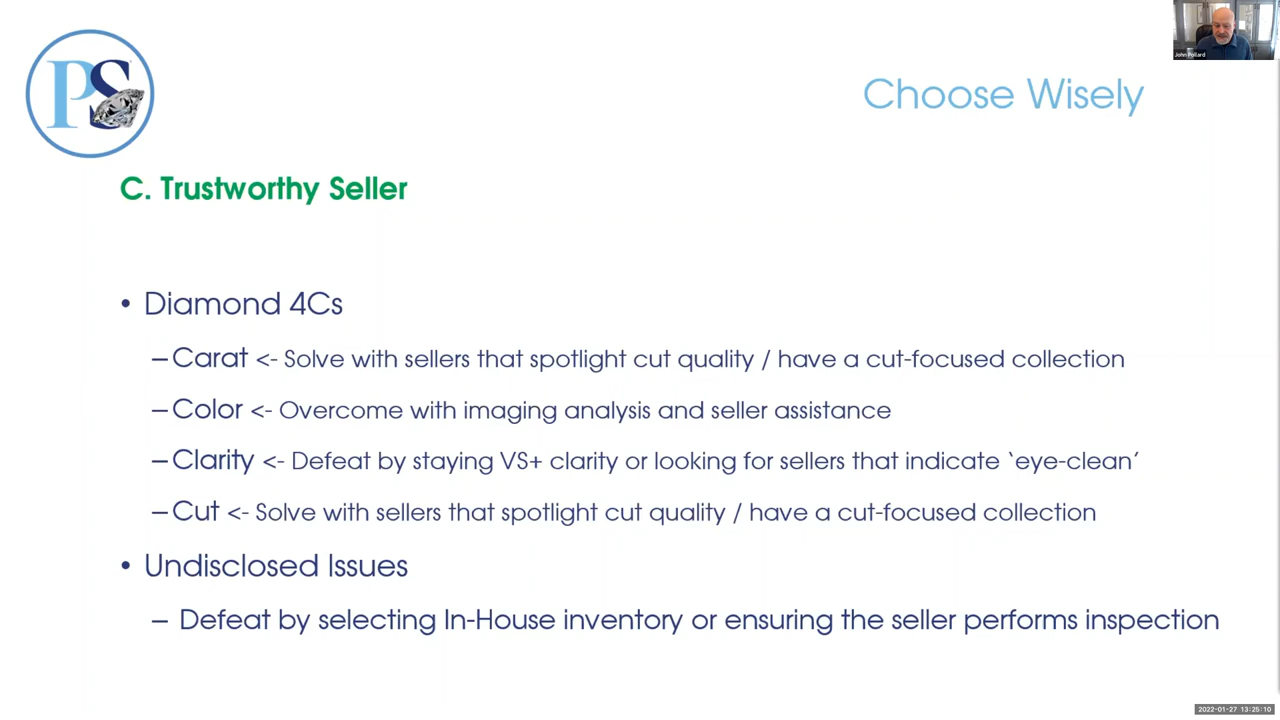 John Pollard
PS
Choose Wisely
C. Trustworthy Seller
• Diamond 4Cs
– Carat <- Solve with sellers that spotlight cut quality / have a cut-focused collection
– Color <- Overcome with imaging analysis and seller assistance
– Clarity <- Defeat by staying VS+ clarity or looking for sellers that indicate ‘eye-clean’
– Cut <- Solve with sellers that spotlight cut quality / have a cut-focused collection
• Undisclosed Issues
– Defeat by selecting In-House inventory or ensuring the seller performs inspection
2022-01-27 13:25:10